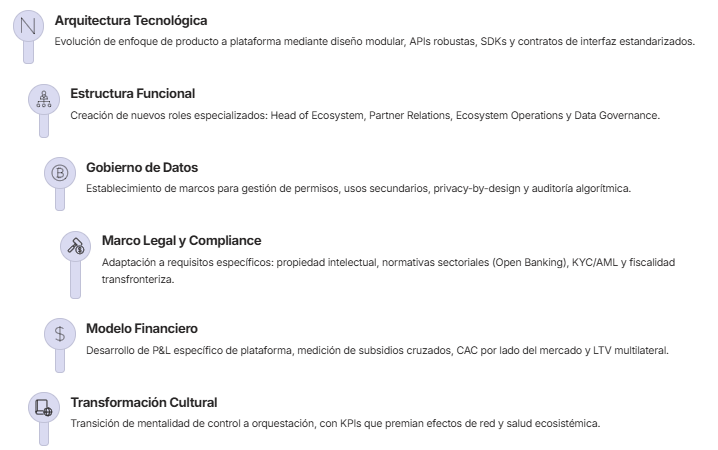 Arquitectura Tecnológica
Evolución de enfoque de producto a plataforma mediante diseño modular, APIs robustas, SDKs y contratos de interfaz estandarizados.
Estructura Funcional
Creación de nuevos roles especializados: Head of Ecosystem, Partner Relations, Ecosystem Operations y Data Governance.
Gobierno de Datos
Establecimiento de marcos para gestión de permisos, usos secundarios, privacy-by-design y auditoría algorítmica.
Marco Legal y Compliance
Adaptación a requisitos específicos: propiedad intelectual, normativas sectoriales (Open Banking), KYC/AML y fiscalidad
transfronteriza.
Modelo Financiero
Desarrollo de P&L específico de plataforma, medición de subsidios cruzados, CAC por lado del mercado y LTV multilateral.
Transformación Cultural
Transición de mentalidad de control a orquestación, con KPIs que premian efectos de red y salud ecosistémica.